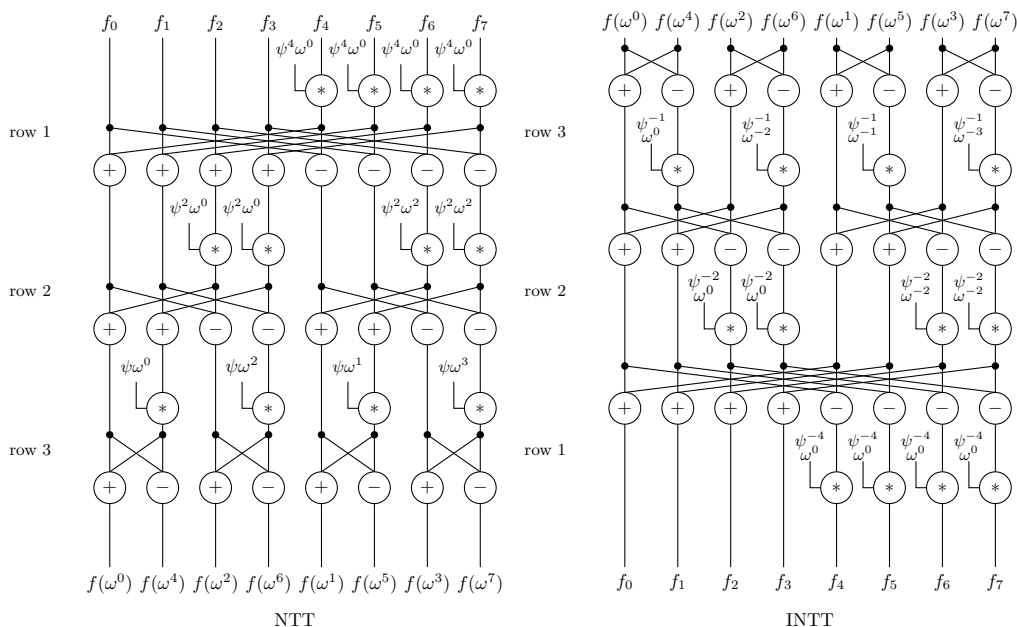 f₀ f₁ f₂ f₃ f₄ f₅ f₆ f₇
ψ⁴ω⁰ ψ⁴ω⁰ ψ⁴ω⁰ ψ⁴ω⁰
* * * *
row 1
+ + + + − − − −
ψ²ω⁰ ψ²ω⁰ ψ²ω² ψ²ω²
* * * *
row 2
+ + − − + + − −
ψω⁰ ψω² ψω¹ ψω³
* * * *
row 3
+ − + − + − + −
f(ω⁰) f(ω⁴) f(ω²) f(ω⁶) f(ω¹) f(ω⁵) f(ω³) f(ω⁷)
NTT
f(ω⁰) f(ω⁴) f(ω²) f(ω⁶) f(ω¹) f(ω⁵) f(ω³) f(ω⁷)
+ − + − + − + −
row 3
ψ⁻¹ ψ⁻¹ ψ⁻¹ ψ⁻¹
ω⁰ ω⁻² ω⁻¹ ω⁻³
* * * *
+ + − − + + − −
row 2
ψ⁻² ψ⁻² ψ⁻² ψ⁻²
ω⁰ ω⁰ ω⁻² ω⁻²
* * * *
+ + + + − − − −
row 1
ψ⁻⁴ ψ⁻⁴ ψ⁻⁴ ψ⁻⁴
ω⁰ ω⁰ ω⁰ ω⁰
* * * *
f₀ f₁ f₂ f₃ f₄ f₅ f₆ f₇
INTT